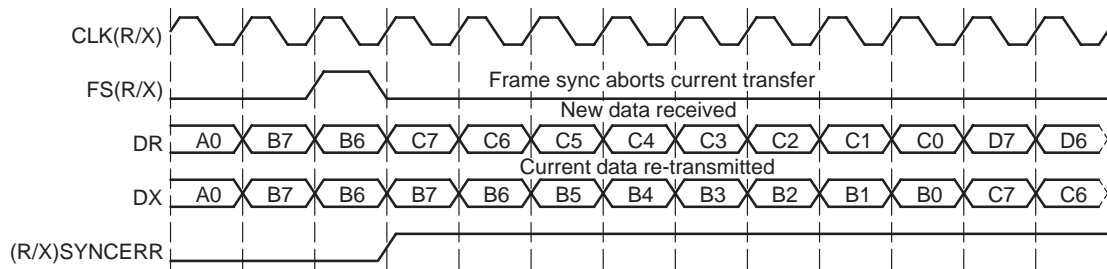 CLK(R/X)
FS(R/X)
Frame sync aborts current transfer
New data received
DR A0 B7 B6 C7 C6 C5 C4 C3 C2 C1 C0 D7 D6
Current data re-transmitted
DX A0 B7 B6 B7 B6 B5 B4 B3 B2 B1 B0 C7 C6
(R/X)SYNCERR